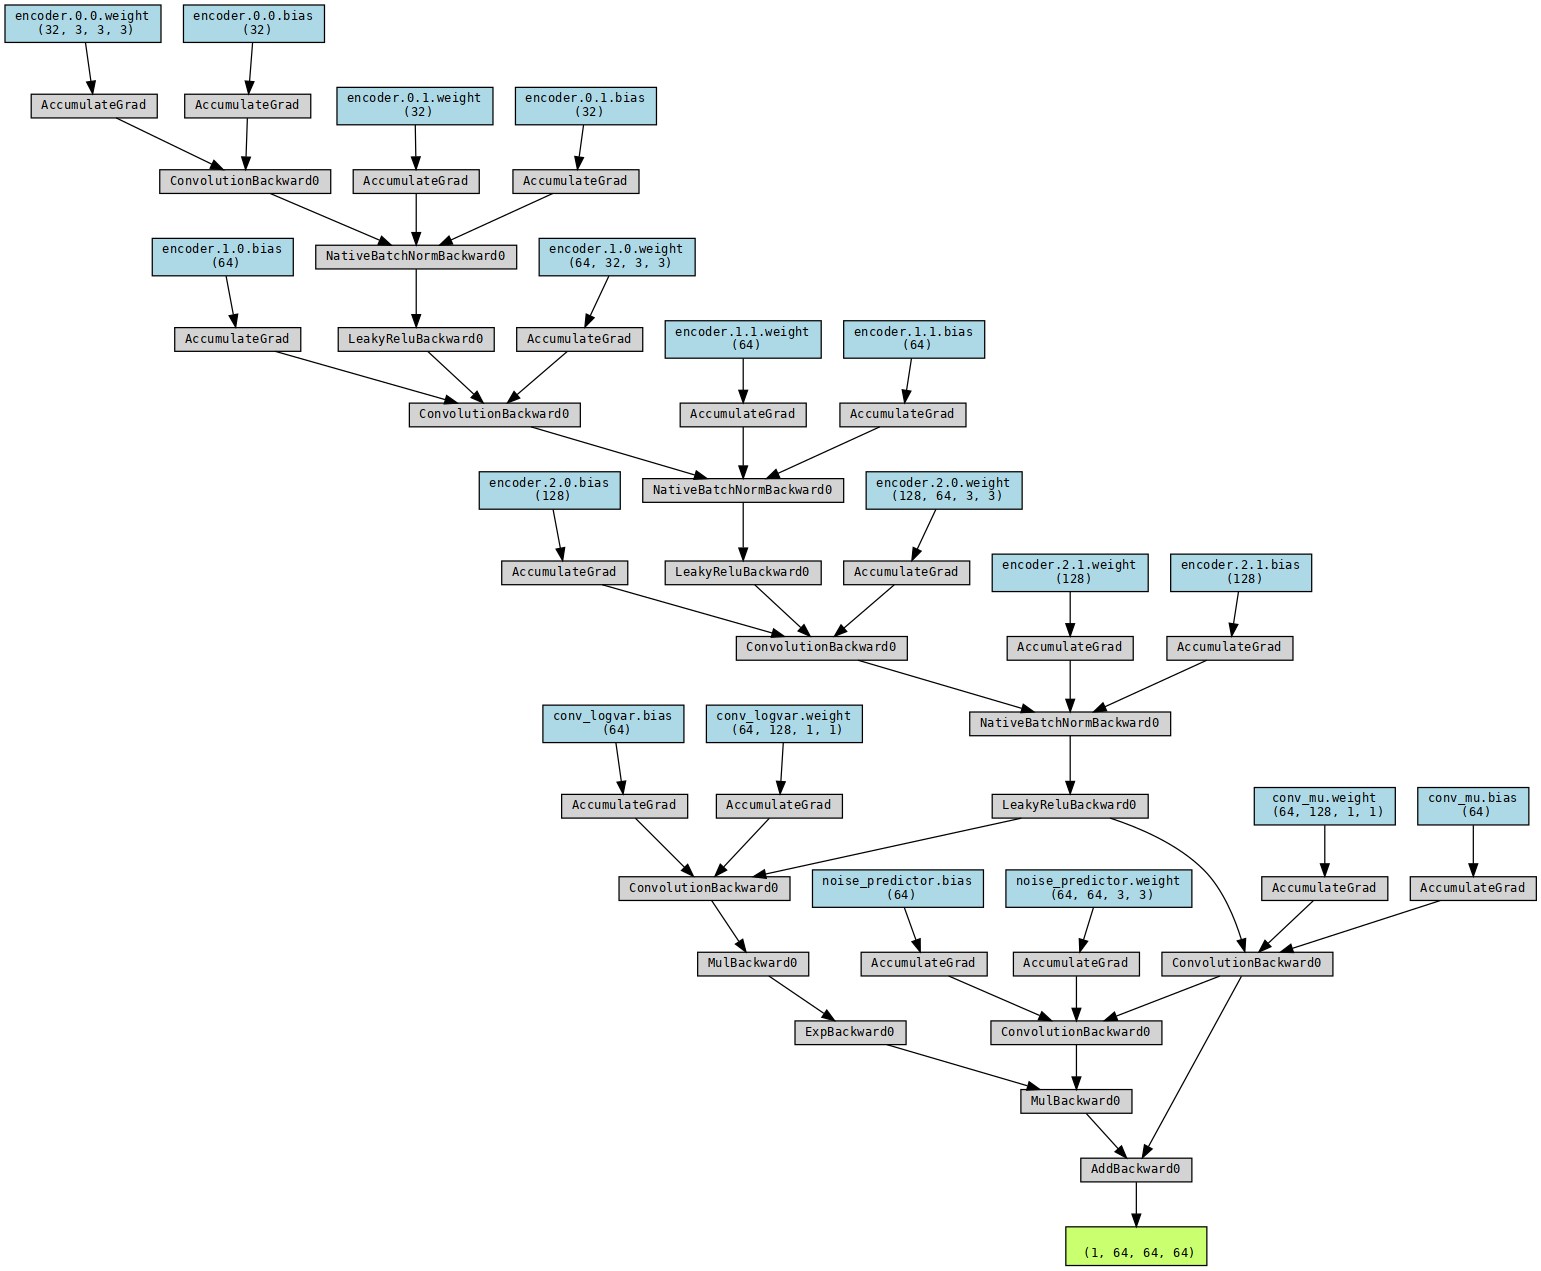 encoder.0.0.weight
(32, 3, 3, 3)
encoder.0.0.bias
(32)
AccumulateGrad
AccumulateGrad
encoder.0.1.weight
(32)
encoder.0.1.bias
(32)
ConvolutionBackward0
AccumulateGrad
AccumulateGrad
encoder.1.0.bias
(64)
NativeBatchNormBackward0
encoder.1.0.weight
(64, 32, 3, 3)
AccumulateGrad
LeakyReluBackward0
AccumulateGrad
encoder.1.1.weight
(64)
encoder.1.1.bias
(64)
ConvolutionBackward0
AccumulateGrad
AccumulateGrad
encoder.2.0.bias
(128)
NativeBatchNormBackward0
encoder.2.0.weight
(128, 64, 3, 3)
AccumulateGrad
LeakyReluBackward0
AccumulateGrad
encoder.2.1.weight
(128)
encoder.2.1.bias
(128)
ConvolutionBackward0
AccumulateGrad
AccumulateGrad
conv_logvar.bias
(64)
conv_logvar.weight
(64, 128, 1, 1)
NativeBatchNormBackward0
AccumulateGrad
AccumulateGrad
LeakyReluBackward0
conv_mu.weight
(64, 128, 1, 1)
conv_mu.bias
(64)
ConvolutionBackward0
noise_predictor.bias
(64)
noise_predictor.weight
(64, 64, 3, 3)
AccumulateGrad
AccumulateGrad
MulBackward0
AccumulateGrad
AccumulateGrad
ConvolutionBackward0
ExpBackward0
ConvolutionBackward0
MulBackward0
AddBackward0
(1, 64, 64, 64)